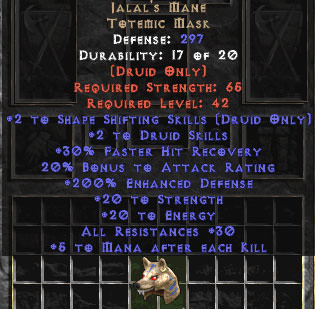 Jalal's Mane
Totemic Mask
Defense: 297
Durability: 17 of 20
(Druid Only)
Required Strength: 65
Required Level: 42
+2 to Shape Shifting Skills (Druid Only)
+2 to Druid Skills
+30% Faster Hit Recovery
20% Bonus to Attack Rating
+200% Enhanced Defense
+20 to Strength
+20 to Energy
All Resistances +30
+5 to Mana after each Kill